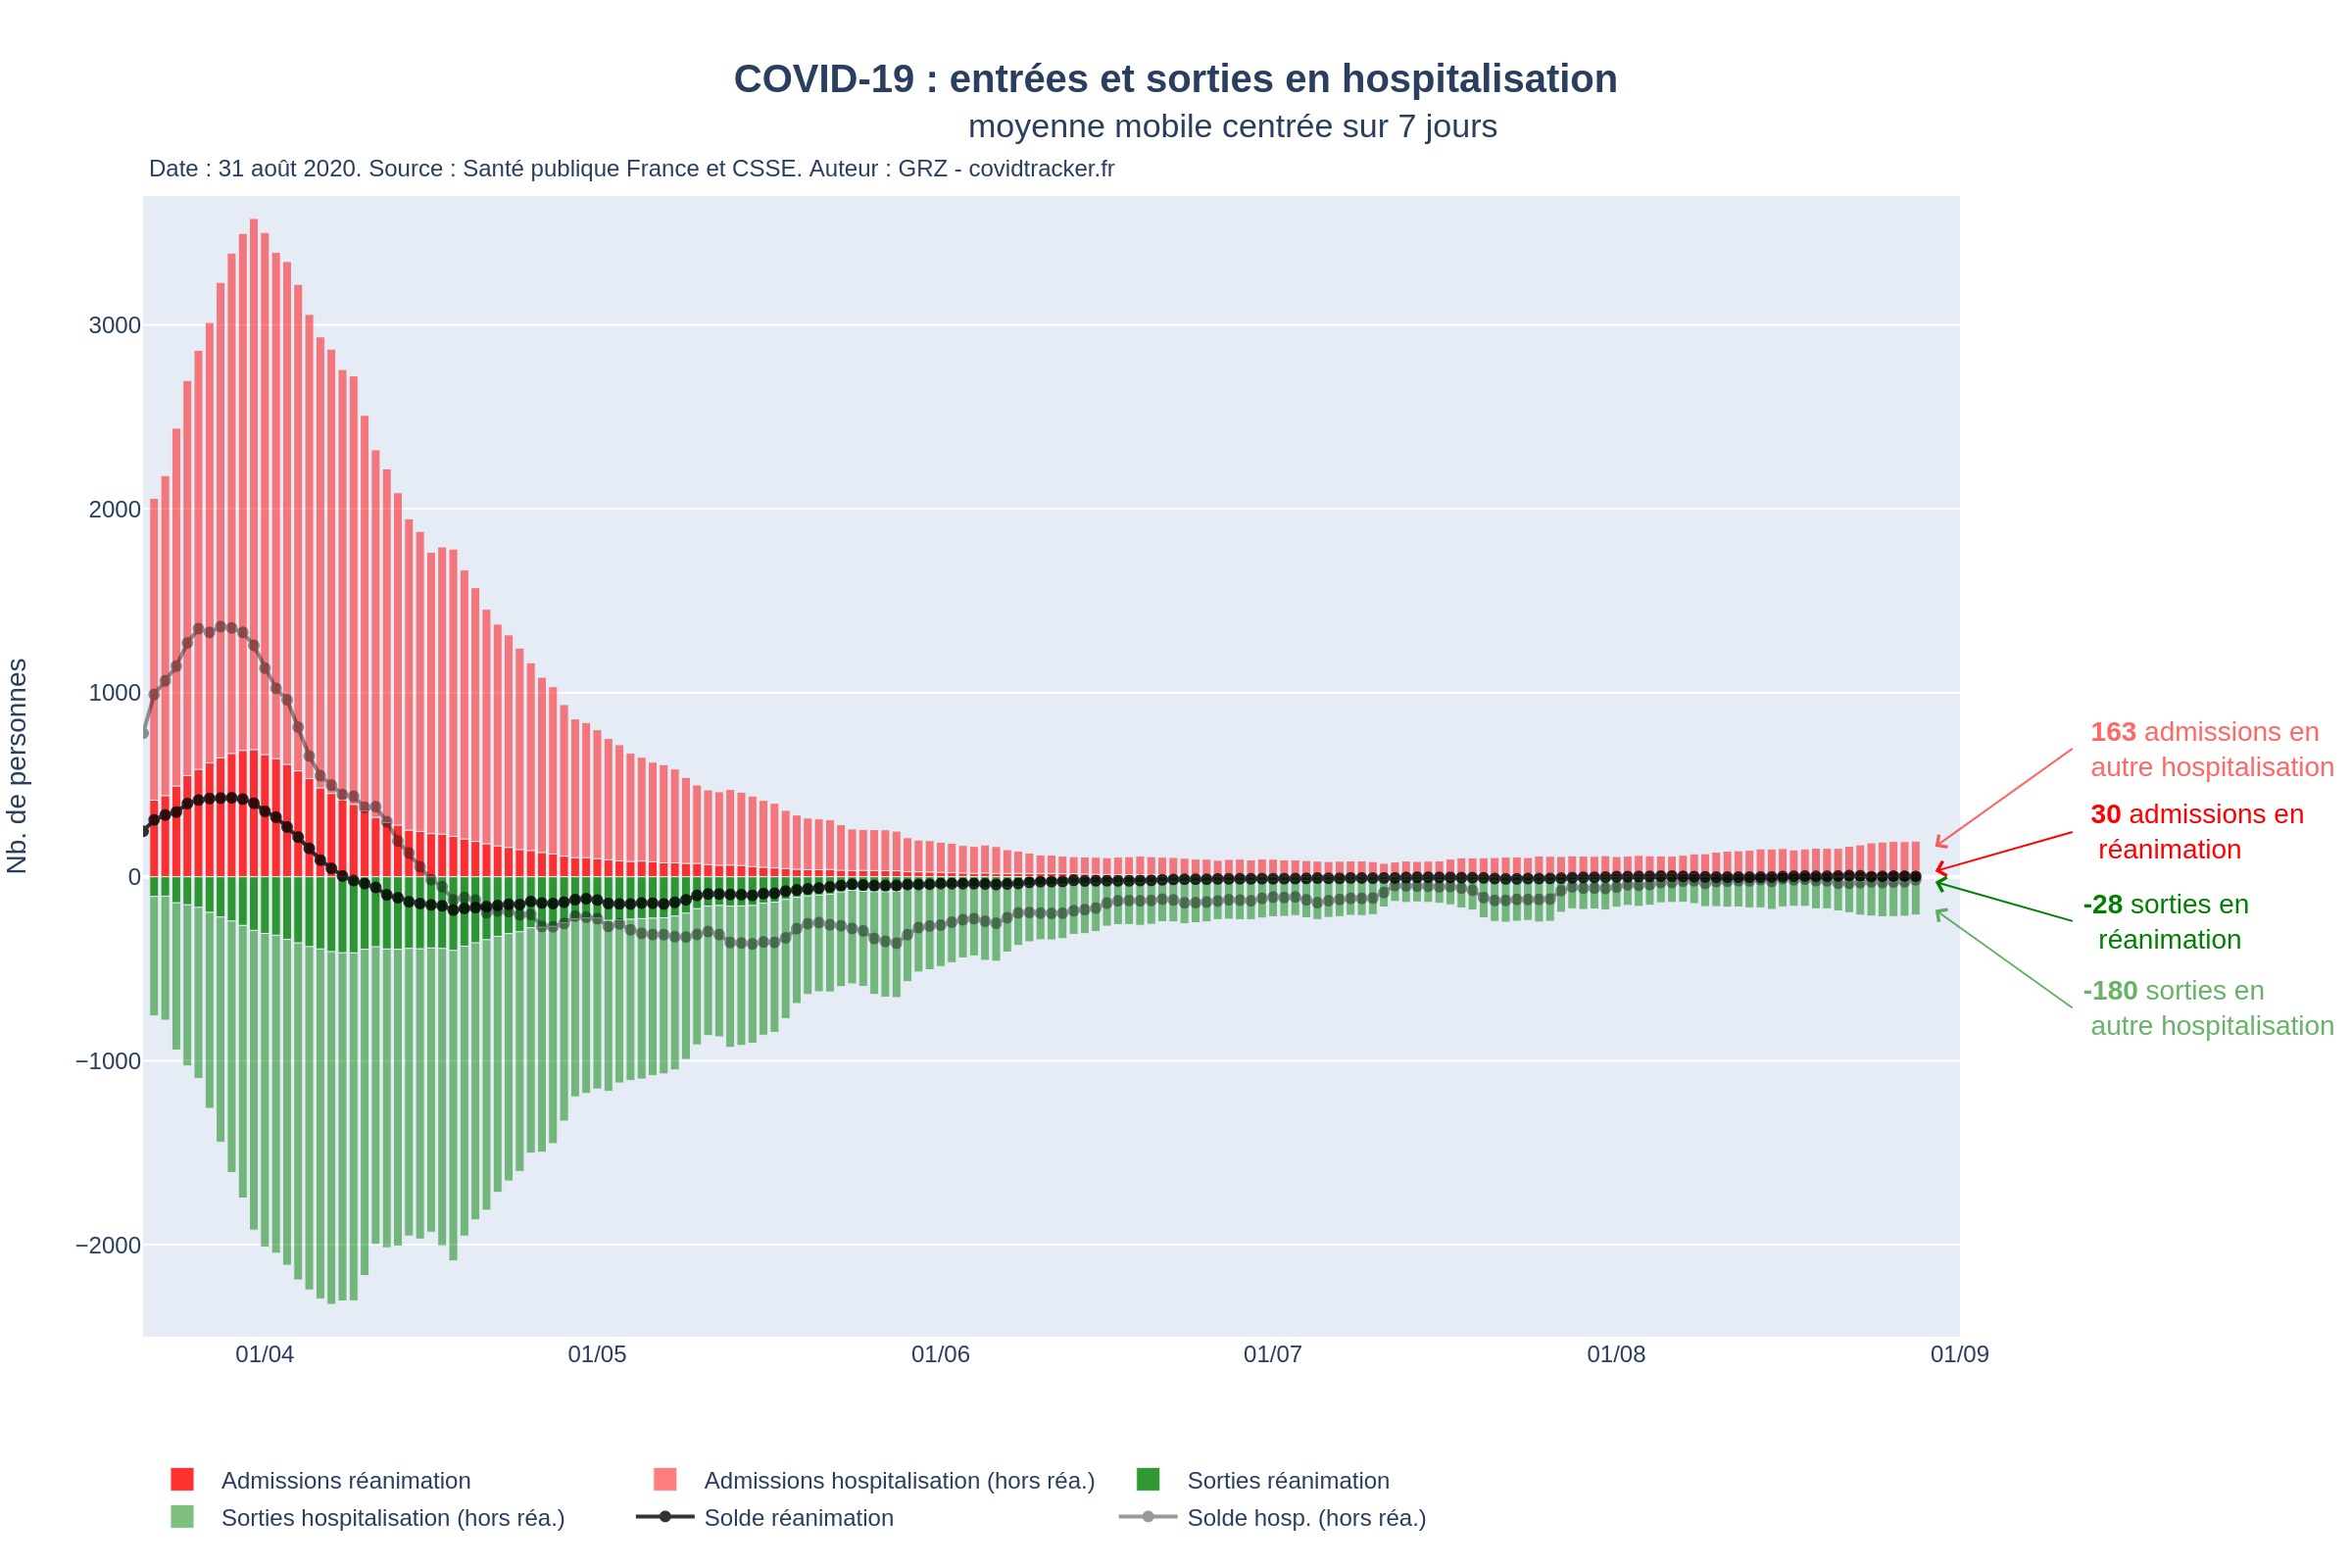 COVID-19 : entrées et sorties en hospitalisation
moyenne mobile centrée sur 7 jours
Date : 31 août 2020. Source : Santé publique France et CSSE. Auteur : GRZ - covidtracker.fr
Nb. de personnes
3000
2000
1000
0
−1000
−2000
01/04
01/05
01/06
01/07
01/08
01/09
163 admissions en
autre hospitalisation
30 admissions en
réanimation
-28 sorties en
réanimation
-180 sorties en
autre hospitalisation
Admissions réanimation
Admissions hospitalisation (hors réa.)
Sorties réanimation
Sorties hospitalisation (hors réa.)
Solde réanimation
Solde hosp. (hors réa.)